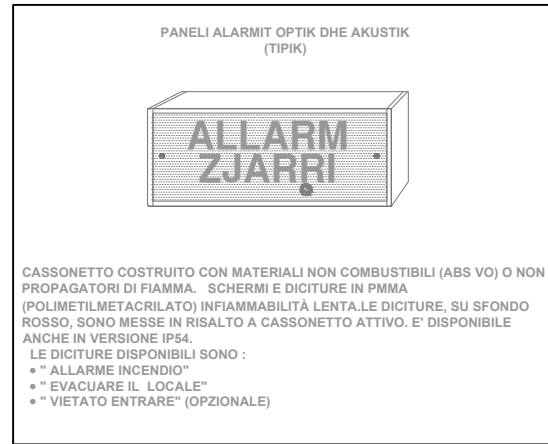 PANELI ALARMIT OPTIK DHE AKUSTIK
(TIPIK)
ALLARM
ZJARRI
CASSONETTO COSTRUITO CON MATERIALI NON COMBUSTIBILI (ABS VO) O NON
PROPAGATORI DI FIAMMA. SCHERMI E DICITURE IN PMMA
(POLIMETILMETACRILATO) INFIAMMABILITÀ LENTA.LE DICITURE, SU SFONDO
ROSSO, SONO MESSE IN RISALTO A CASSONETTO ATTIVO. E' DISPONIBILE
ANCHE IN VERSIONE IP54.
LE DICITURE DISPONIBILI SONO :
• " ALLARME INCENDIO"
• " EVACUARE IL LOCALE"
• " VIETATO ENTRARE" (OPZIONALE)